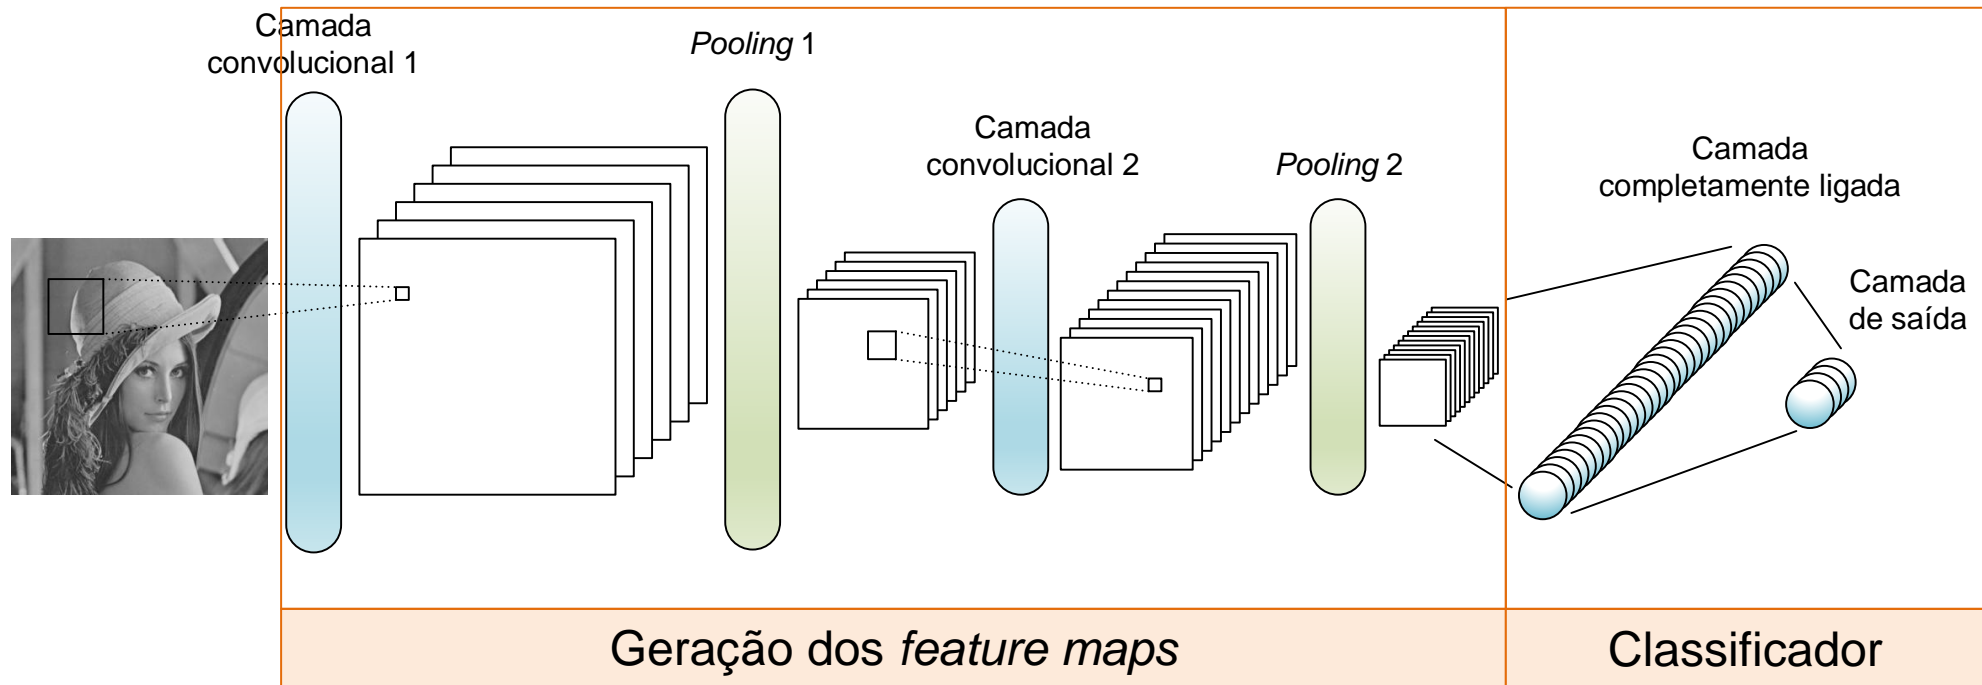 Camada
convolucional 1
Pooling 1
Camada
convolucional 2
Pooling 2
Camada
completamente ligada
Camada
de saída
Geração dos feature maps
Classificador